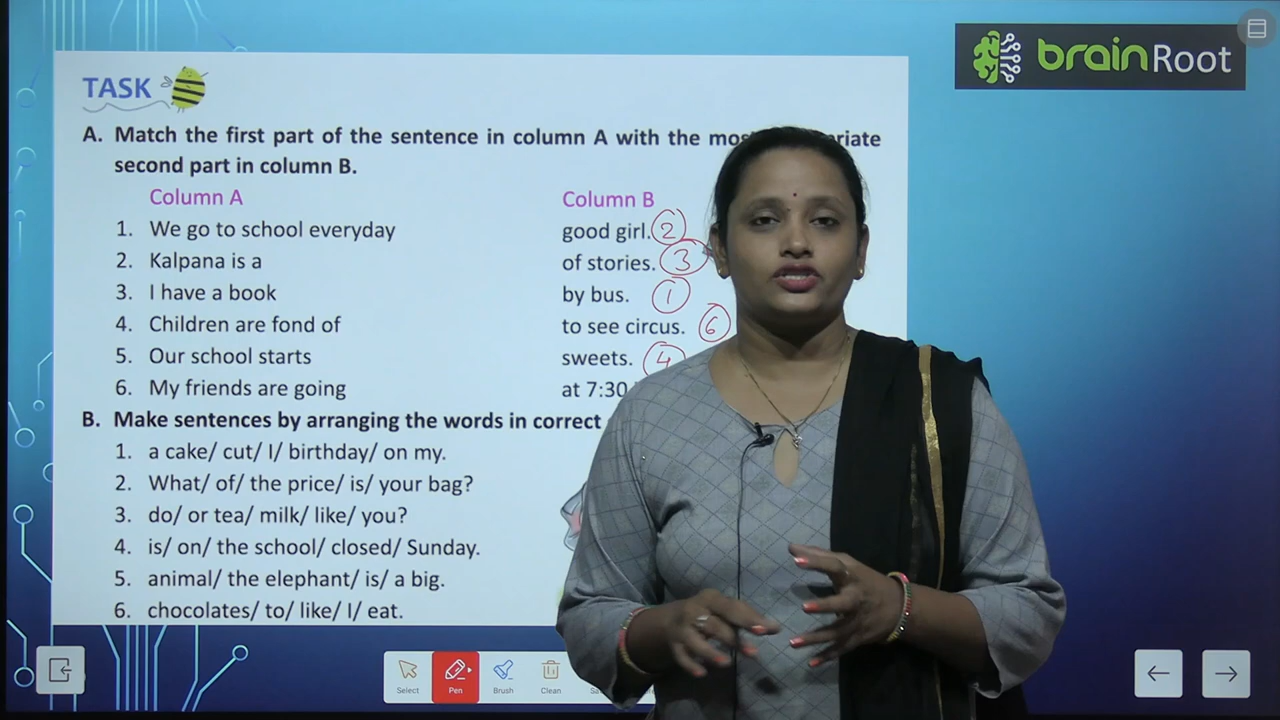 brainRoot
TASK
A. Match the first part of the sentence in column A with the
second part in column B.
Column A Column B
1. We go to school everyday good girl. 2
2. Kalpana is a of stories. 3
3. I have a book by bus. 1
4. Children are fond of to see circus. 6
5. Our school starts sweets. 4
6. My friends are going at 7:30
B. Make sentences by arranging the words in correct
1. a cake/ cut/ I/ birthday/ on my.
2. What/ of/ the price/ is/ your bag?
3. do/ or tea/ milk/ like/ you?
4. is/ on/ the school/ closed/ Sunday.
5. animal/ the elephant/ is/ a big.
6. chocolates/ to/ like/ I/ eat.
Select Pen Brush Clean